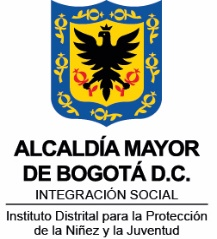 ALCALDÍA MAYOR
DE BOGOTÁ D.C.
INTEGRACIÓN SOCIAL
Instituto Distrital para la Protección
de la Niñez y la Juventud